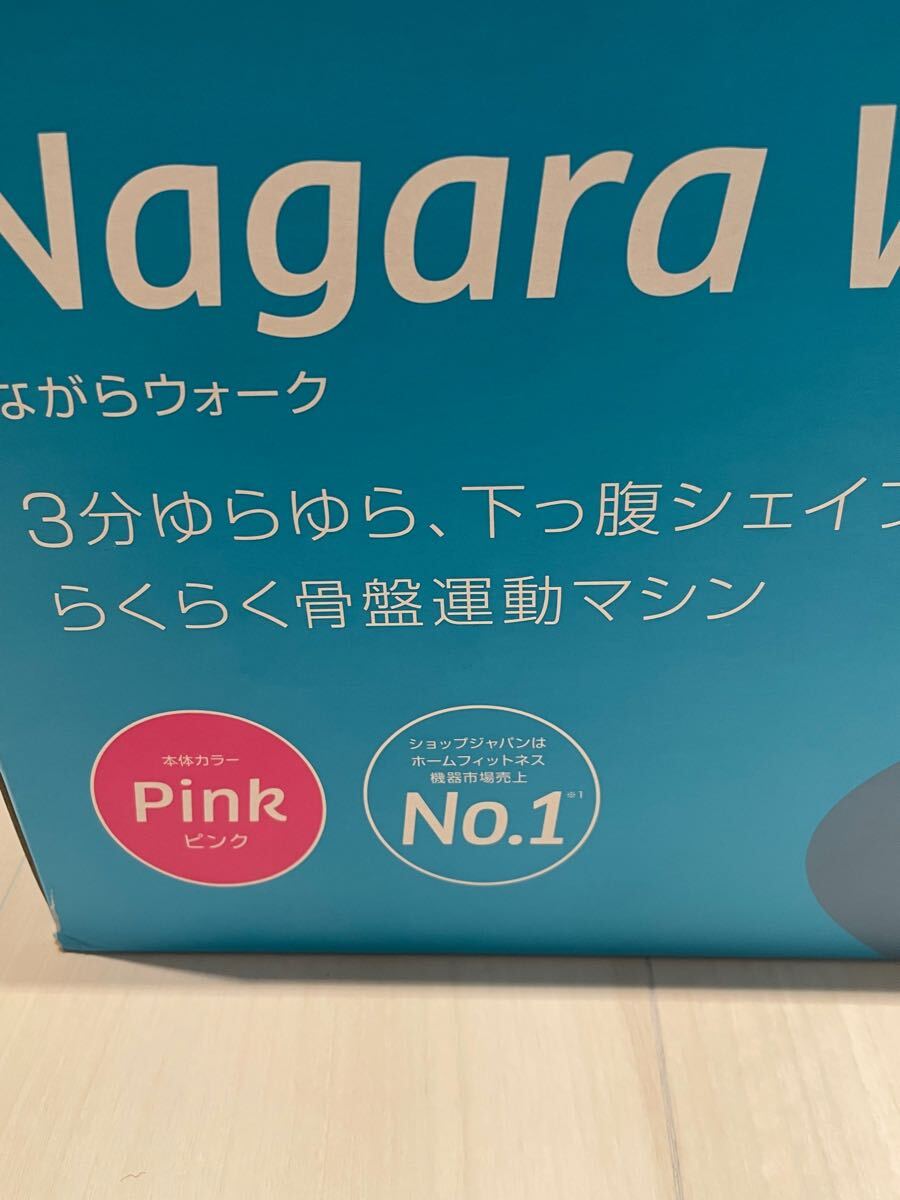 Nagara W
ながらウォーク
3分ゆらゆら、下っ腹シェイプ
らくらく骨盤運動マシン
本体カラー
Pink
ピンク
ショップジャパンは
ホームフィットネス
機器市場売上
No.1※1